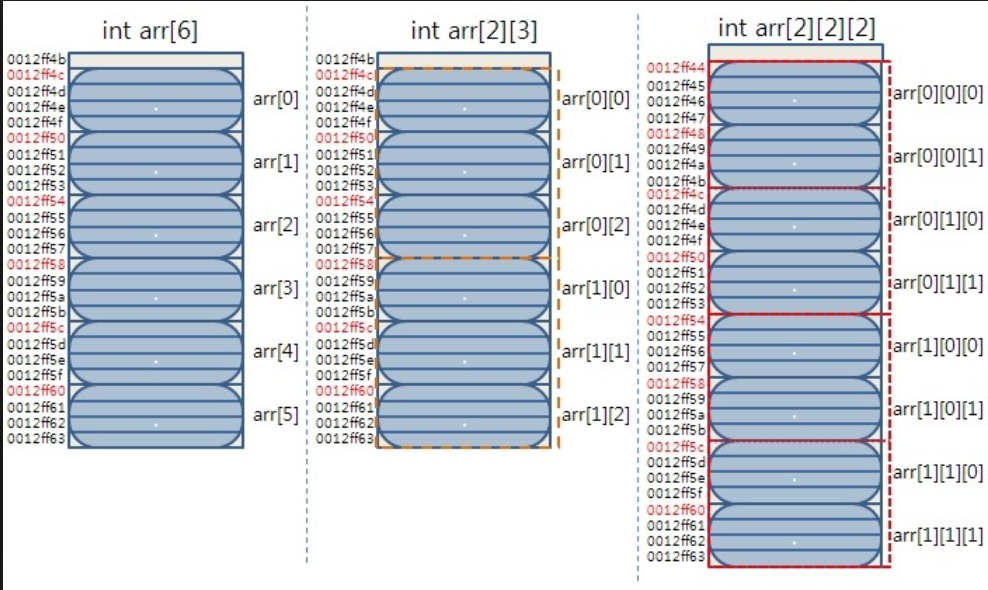 int arr[6]
0012ff4b
0012ff4c
0012ff4d
0012ff4e
0012ff4f
0012ff50
0012ff51
0012ff52
0012ff53
0012ff54
0012ff55
0012ff56
0012ff57
0012ff58
0012ff59
0012ff5a
0012ff5b
0012ff5c
0012ff5d
0012ff5e
0012ff5f
0012ff60
0012ff61
0012ff62
0012ff63
arr[0]
arr[1]
arr[2]
arr[3]
arr[4]
arr[5]
int arr[2][3]
0012ff4b
0012ff4c
0012ff4d
0012ff4e
0012ff4f
0012ff50
0012ff51
0012ff52
0012ff53
0012ff54
0012ff55
0012ff56
0012ff57
0012ff58
0012ff59
0012ff5a
0012ff5b
0012ff5c
0012ff5d
0012ff5e
0012ff5f
0012ff60
0012ff61
0012ff62
0012ff63
arr[0][0]
arr[0][1]
arr[0][2]
arr[1][0]
arr[1][1]
arr[1][2]
int arr[2][2][2]
0012ff44
0012ff45
0012ff46
0012ff47
0012ff48
0012ff49
0012ff4a
0012ff4b
0012ff4c
0012ff4d
0012ff4e
0012ff4f
0012ff50
0012ff51
0012ff52
0012ff53
0012ff54
0012ff55
0012ff56
0012ff57
0012ff58
0012ff59
0012ff5a
0012ff5b
0012ff5c
0012ff5d
0012ff5e
0012ff5f
0012ff60
0012ff61
0012ff62
0012ff63
arr[0][0][0]
arr[0][0][1]
arr[0][1][0]
arr[0][1][1]
arr[1][0][0]
arr[1][0][1]
arr[1][1][0]
arr[1][1][1]